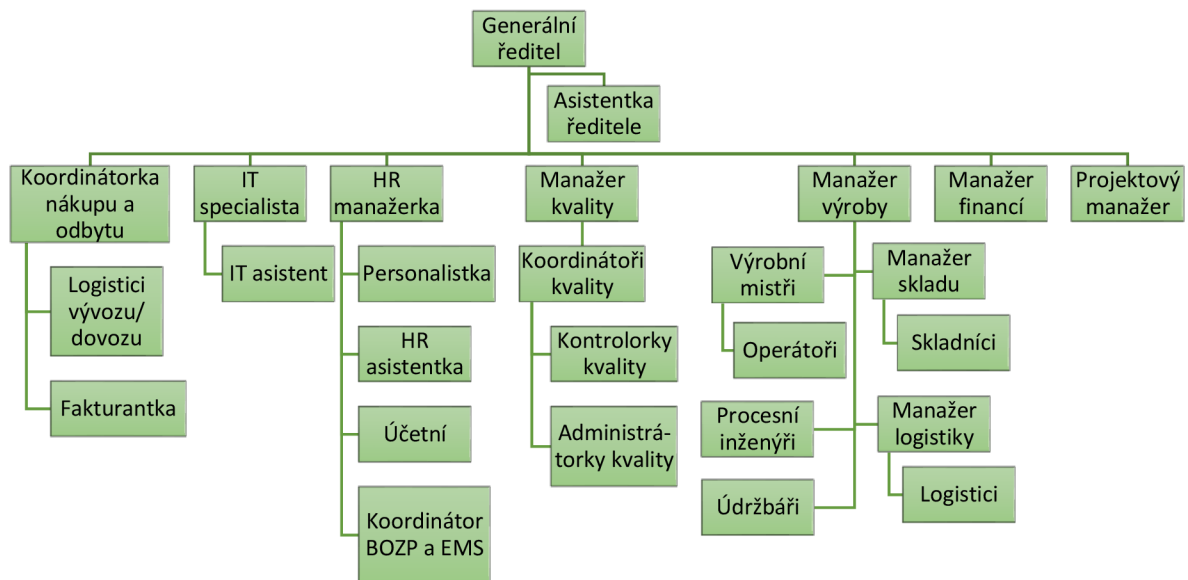 Generální
ředitel
Asistentka
ředitele
Koordinátorka
nákupu a
odbytu
IT
specialista
HR
manažerka
Manažer
kvality
Manažer
výroby
Manažer
financí
Projektový
manažer
Logistici
vývozu/
dovozu
Fakturantka
IT asistent
Personalistka
HR
asistentka
Účetní
Koordinátor
BOZP a EMS
Koordinátoři
kvality
Kontrolorky
kvality
Administrá-
torky kvality
Výrobní
mistři
Operátoři
Procesní
inženýři
Údržbáři
Manažer
skladu
Skladníci
Manažer
logistiky
Logistici